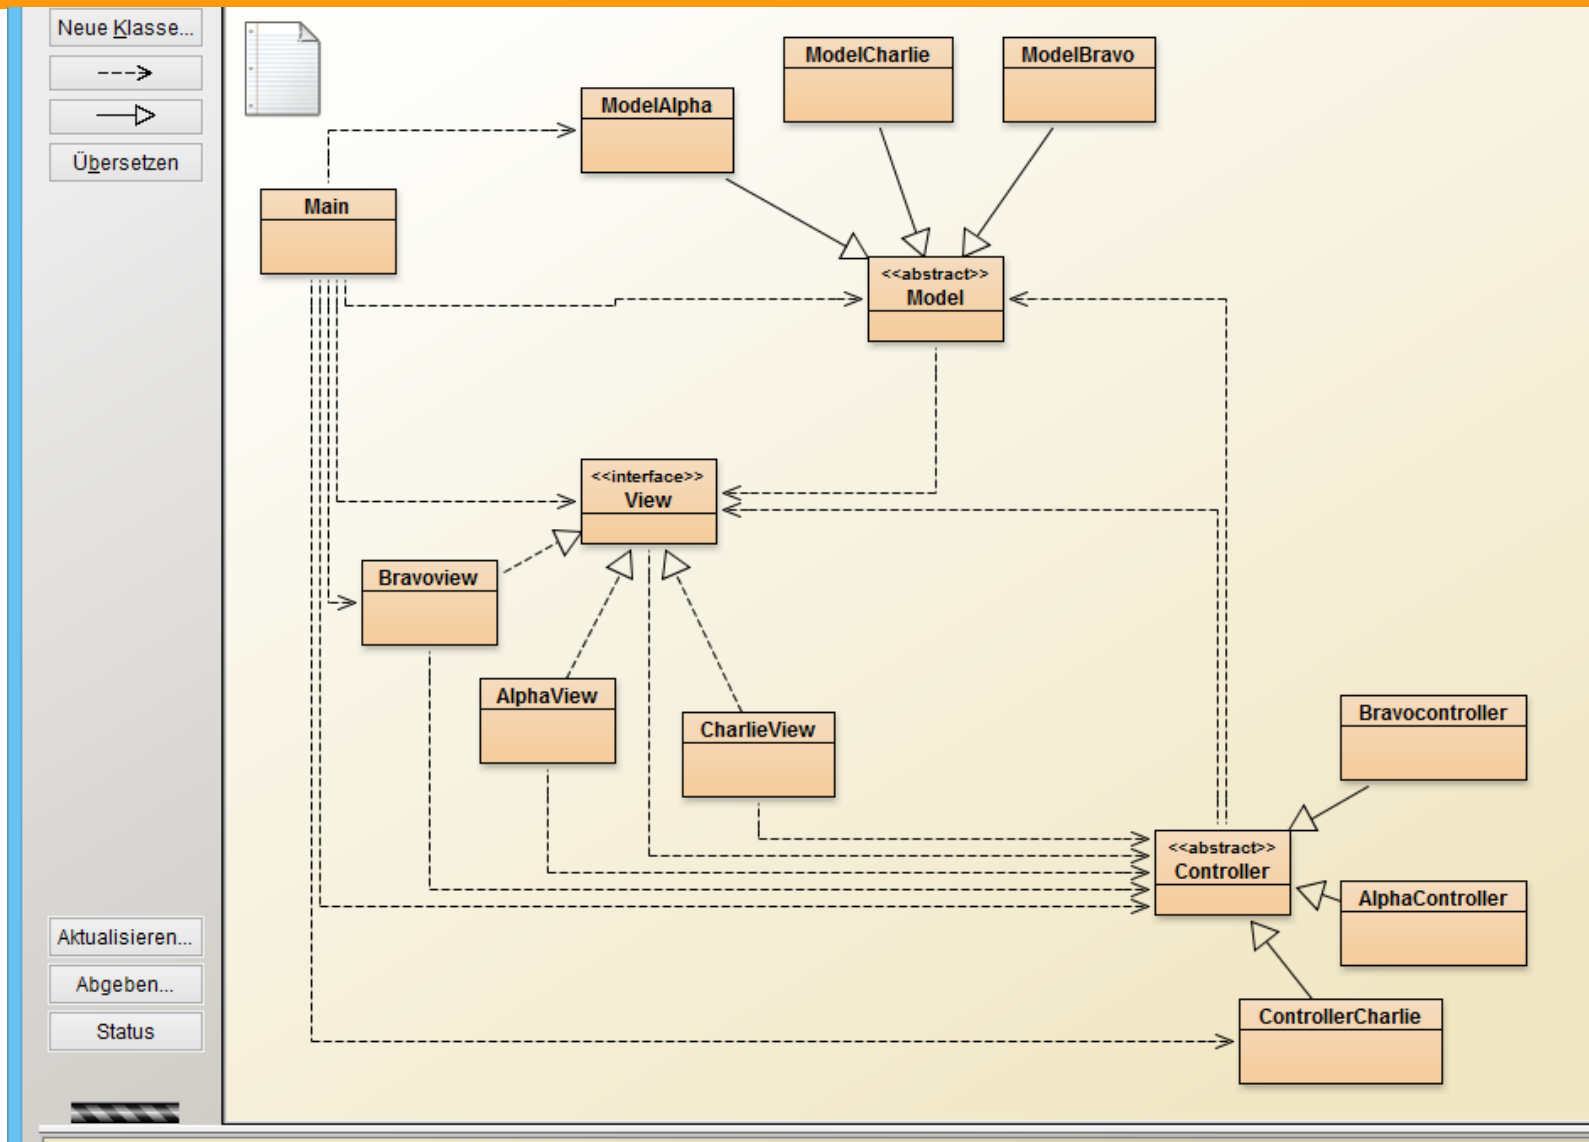 Neue Klasse...
Übersetzen
Aktualisieren...
Abgeben...
Status
ModelCharlie
ModelBravo
ModelAlpha
Main
<<abstract>>
Model
<<interface>>
View
Bravoview
AlphaView
CharlieView
Bravocontroller
<<abstract>>
Controller
AlphaController
ControllerCharlie